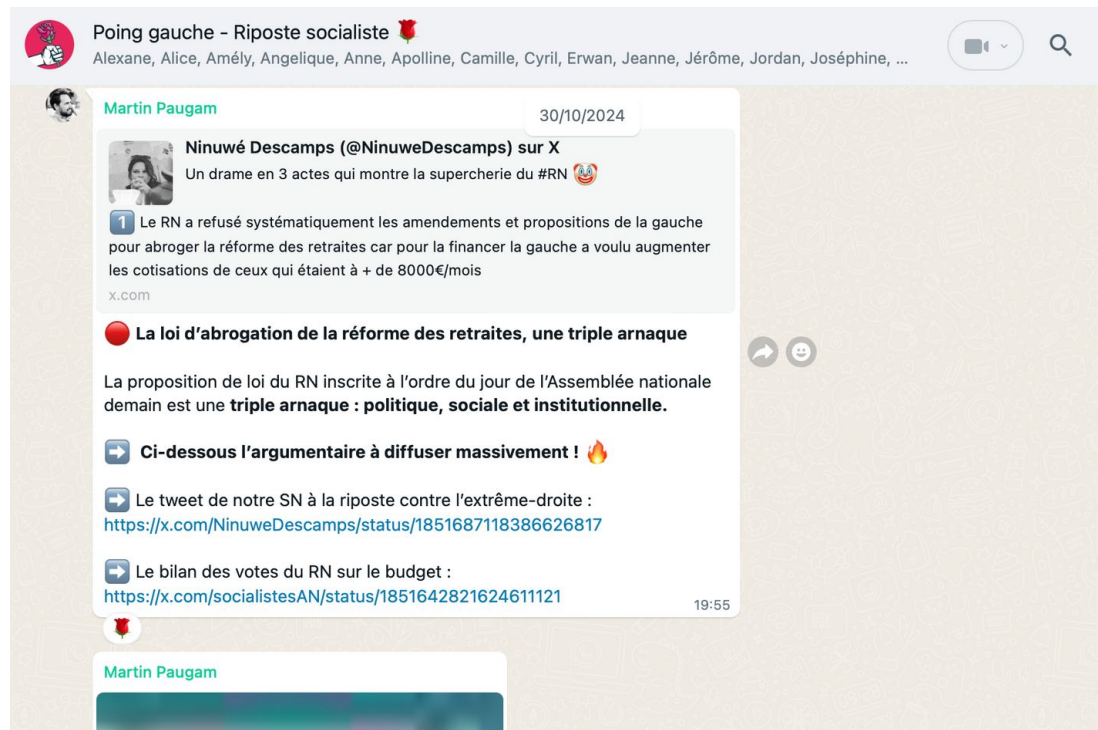 Poing gauche - Riposte socialiste 🌹
Alexane, Alice, Amély, Angelique, Anne, Apolline, Camille, Cyril, Erwan, Jeanne, Jérôme, Jordan, Joséphine, ...
Martin Paugam
30/10/2024
Ninuwé Descamps (@NinuweDescamps) sur X
Un drame en 3 actes qui montre la supercherie du #RN 🤡
1️⃣ Le RN a refusé systématiquement les amendements et propositions de la gauche
pour abroger la réforme des retraites car pour la financer la gauche a voulu augmenter
les cotisations de ceux qui étaient à + de 8000€/mois
x.com
🔴 La loi d’abrogation de la réforme des retraites, une triple arnaque
La proposition de loi du RN inscrite à l’ordre du jour de l’Assemblée nationale
demain est une triple arnaque : politique, sociale et institutionnelle.
➡️ Ci-dessous l’argumentaire à diffuser massivement ! 🔥
➡️ Le tweet de notre SN à la riposte contre l’extrême-droite :
https://x.com/NinuweDescamps/status/1851687118386626817
➡️ Le bilan des votes du RN sur le budget :
https://x.com/socialistesAN/status/1851642821624611121
19:55
🌹
Martin Paugam